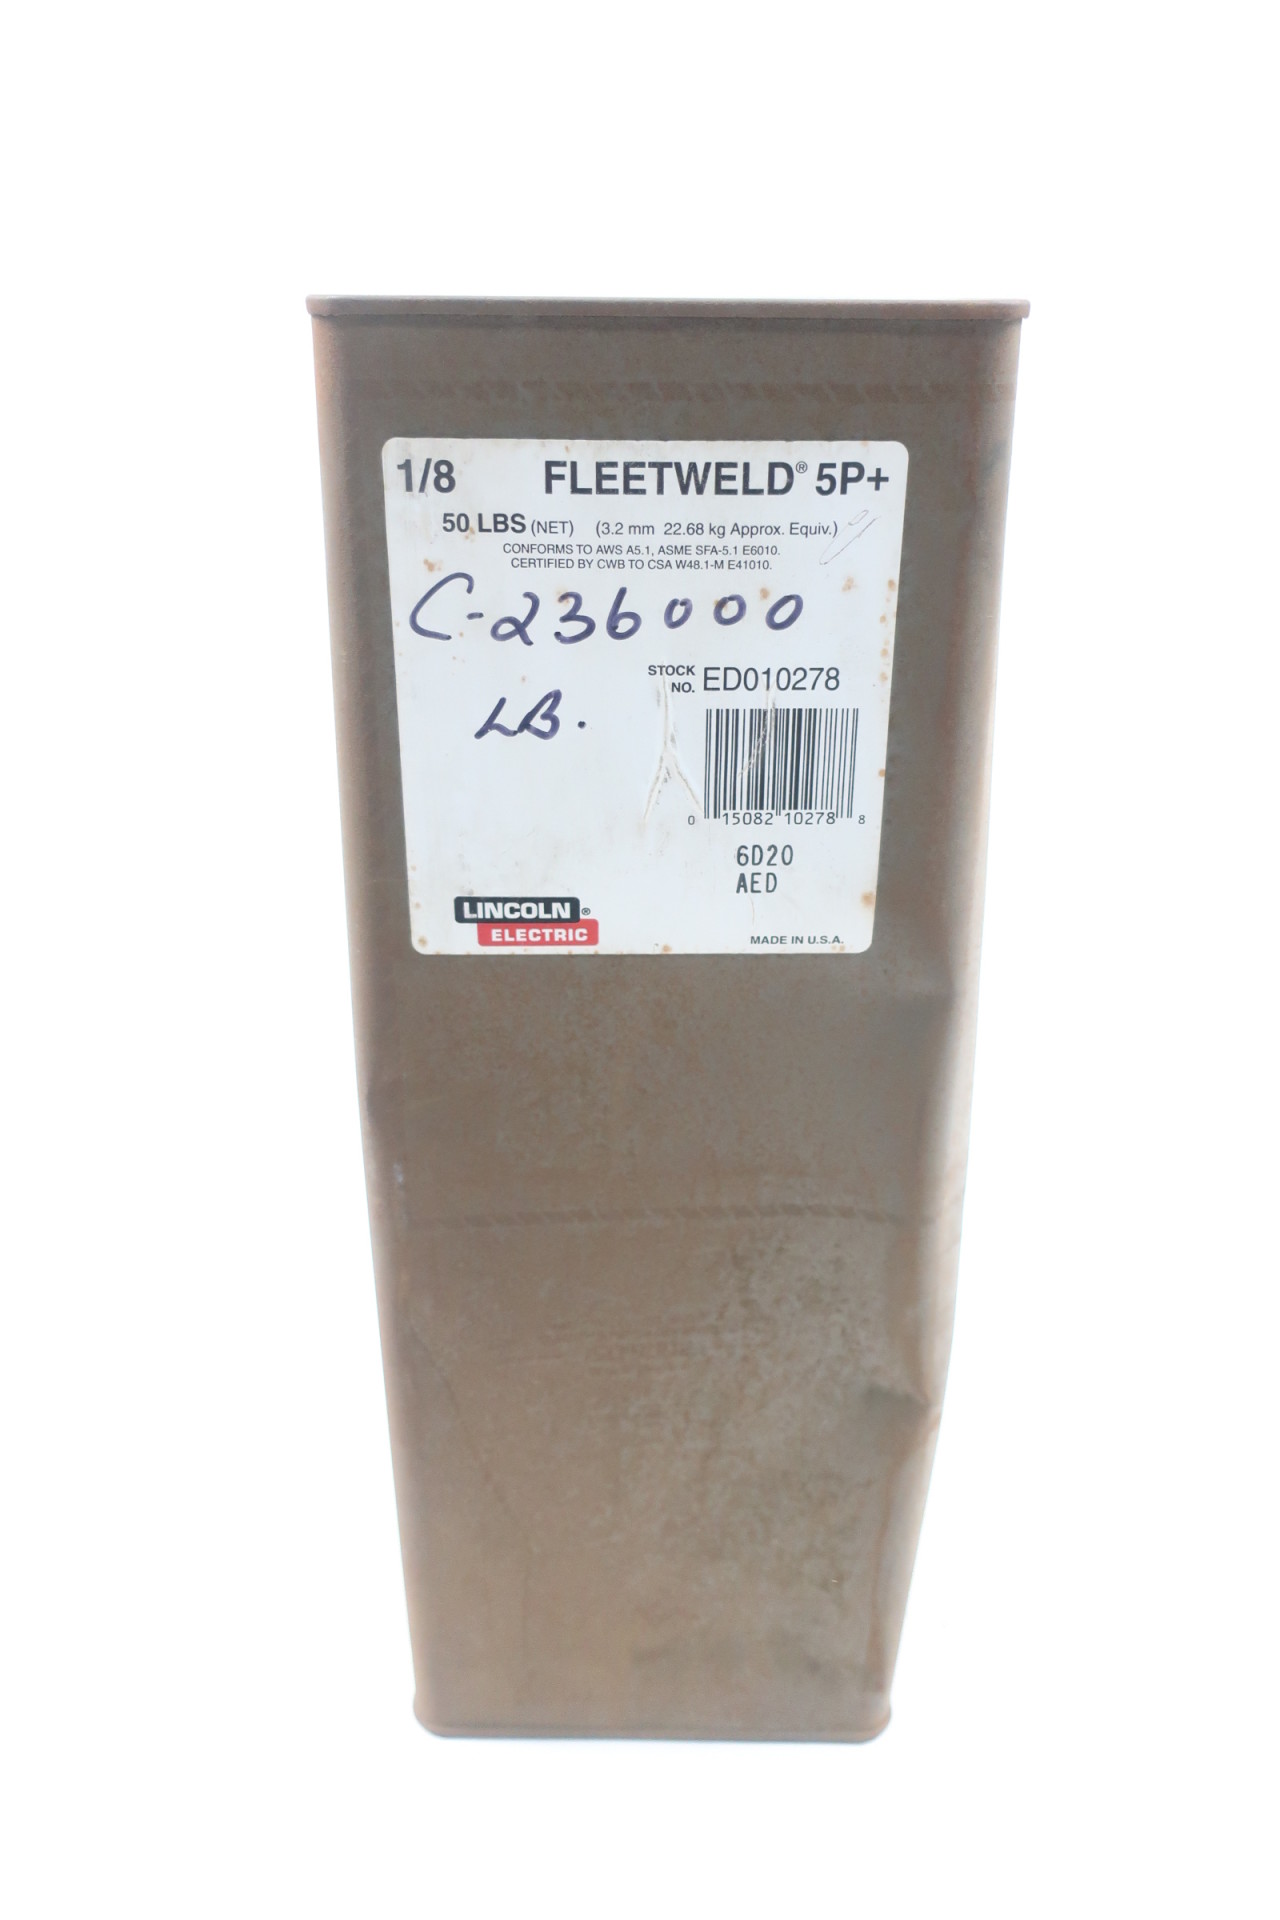 1/8 FLEETWELD® 5P+
50 LBS (NET) (3.2 mm 22.68 kg Approx. Equiv.)
CONFORMS TO AWS A5.1, ASME SFA-5.1 E6010.
CERTIFIED BY CWB TO CSA W48.1-M E41010.
C-236000
STOCK
NO. ED010278
LB.
0 15082 10278 8
6D20
AED
LINCOLN ®
ELECTRIC
MADE IN U.S.A.